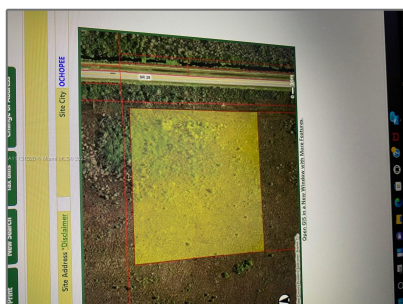 Print
New Search
Tax Bills
Change of Address
Site Address *Disclaimer
Site City OCHOPEE
SR 29
Open GIS in a New Window with More Features.